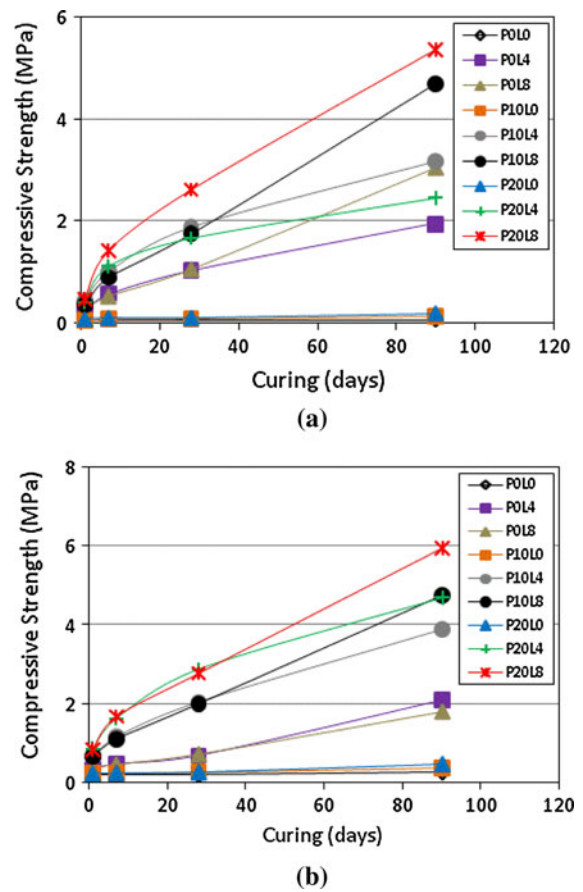 6
4
2
0
Compressive Strength (MPa)
0 20 40 60 80 100 120
Curing (days)
P0L0
P0L4
P0L8
P10L0
P10L4
P10L8
P20L0
P20L4
P20L8
(a)
8
6
4
2
0
Compressive Strength (MPa)
0 20 40 60 80 100 120
Curing (days)
P0L0
P0L4
P0L8
P10L0
P10L4
P10L8
P20L0
P20L4
P20L8
(b)